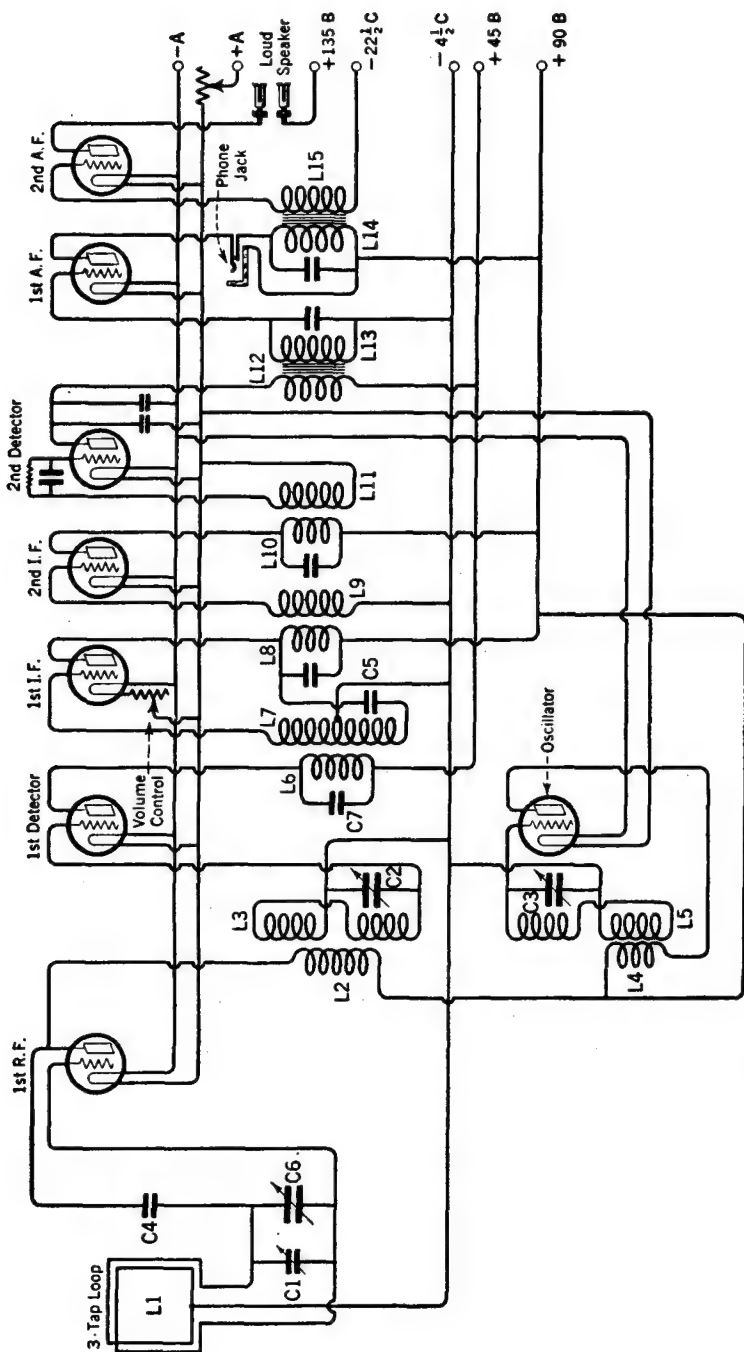 3-Tap Loop
L1
C1
C6
C4
1st R.F.
L2
L3
C2
1st Detector
Volume
Control
L6
C7
L4
L5
C3
Oscillator
1st I.F.
L7
C5
L8
2nd I.F.
L9
L10
2nd Detector
L11
L12
L13
1st A.F.
Phone
Jack
L14
L15
2nd A.F.
−A
+A
Loud
Speaker
+135 B
−22½ C
−4½ C
+45 B
+90 B